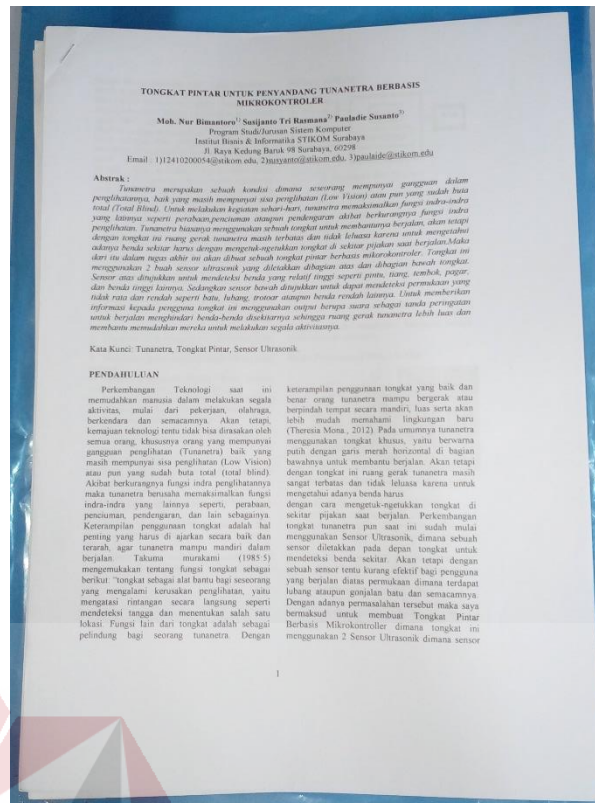 TONGKAT PINTAR UNTUK PENYANDANG TUNANETRA BERBASIS
MIKROKONTROLER
Moh. Nur Bimantoro1) Susijanto Tri Rasmana2) Pauladie Susanto3)
Program Studi/Jurusan Sistem Komputer
Institut Bisnis & Informatika STIKOM Surabaya
Jl. Raya Kedung Baruk 98 Surabaya, 60298
Email : 1)12410200054@stikom.edu, 2)susyanto@stikom.edu, 3)paulaide@stikom.edu
Abstrak :
Tunanetra merupakan sebuah kondisi dimana seseorang mempunyai gangguan dalam
penglihatannya, baik yang masih mempunyai sisa penglihatan (Low Vision) atau pun yang sudah buta
total (Total Blind). Untuk melakukan kegiatan sehari-hari, tunanetra memaksimalkan fungsi indra-indra
yang lainnya seperti perabaan,penciuman ataupun pendengaran akibat berkurangnya fungsi indra
penglihatan. Tunanetra biasanya menggunakan sebuah tongkat untuk membantunya berjalan, akan tetapi
dengan tongkat ini ruang gerak tunanetra masih terbatas dan tidak leluasa karena untuk mengetahui
adanya benda sekitar harus dengan mengetuk-ngetukkan tongkat di sekitar pijakan saat berjalan.Maka
dari itu dalam tugas akhir ini akan dibuat sebuah tongkat pintar berbasis mikrokontroler. Tongkat ini
menggunakan 2 buah sensor ultrasonik yang diletakkan dibagian atas dan dibagian bawah tongkat.
Sensor atas ditujukkan untuk mendeteksi benda yang relatif tinggi seperti pintu, tiang, tembok, pagar,
dan benda tinggi lainnya. Sedangkan sensor bawah ditujukkan untuk dapat mendeteksi permukaan yang
tidak rata dan rendah seperti batu, lubang, trotoar ataupun benda rendah lainnya. Untuk memberikan
informasi kepada pengguna tongkat ini menggunakan output berupa suara sebagai tanda peringatan
untuk berjalan menghindari benda-benda disekitarnya sehingga ruang gerak tunanetra lebih luas dan
membantu memudahkan mereka untuk melakukan segala aktivitasnya.
Kata Kunci: Tunanetra, Tongkat Pintar, Sensor Ultrasonik.
PENDAHULUAN
Perkembangan Teknologi saat ini
memudahkan manusia dalam melakukan segala
aktivitas, mulai dari pekerjaan, olahraga,
berkendara dan semacamnya. Akan tetapi,
kemajuan teknologi tentu tidak bisa dirasakan oleh
semua orang, khususnya orang yang mempunyai
gangguan penglihatan (Tunanetra) baik yang
masih mempunyai sisa penglihatan (Low Vision)
atau pun yang sudah buta total (total blind).
Akibat berkurangnya fungsi indra penglihatannya
maka tunanetra berusaha memaksimalkan fungsi
indra-indra yang lainnya seperti, perabaan,
penciuman, pendengaran, dan lain sebagainya.
Keterampilan penggunaan tongkat adalah hal
penting yang harus di ajarkan secara baik dan
terarah, agar tunanetra mampu mandiri dalam
berjalan. Takuma murakami (1985:5)
mengemukakan tentang fungsi tongkat sebagai
berikut: "tongkat sebagai alat bantu bagi seseorang
yang mengalami kerusakan penglihatan, yaitu
mengatasi rintangan secara langsung seperti
mendeteksi tangga dan menentukan salah satu
lokasi. Fungsi lain dari tongkat adalah sebagai
pelindung bagi seorang tunanetra. Dengan
keterampilan penggunaan tongkat yang baik dan
benar orang tunanetra mampu bergerak atau
berpindah tempat secara mandiri, luas serta akan
lebih mudah memahami lingkungan baru
(Theresia Mona., 2012). Pada umumnya tunanetra
menggunakan tongkat khusus, yaitu berwarna
putih dengan garis merah horizontal di bagian
bawahnya untuk membantu berjalan. Akan tetapi
dengan tongkat ini ruang gerak tunanetra masih
sangat terbatas dan tidak leluasa karena untuk
mengetahui adanya benda harus
dengan cara mengetuk-ngetukkan tongkat di
sekitar pijakan saat berjalan. Perkembangan
tongkat tunanetra pun saat ini sudah mulai
menggunakan Sensor Ultrasonik, dimana sebuah
sensor diletakkan pada depan tongkat untuk
mendeteksi benda sekitar. Akan tetapi dengan
sebuah sensor tentu kurang efektif bagi pengguna
yang berjalan diatas permukaan dimana terdapat
lubang ataupun gonjalan batu dan semacamnya.
Dengan adanya permasalahan tersebut maka saya
bermaksud untuk membuat Tongkat Pintar
Berbasis Mikrokontroller dimana tongkat ini
menggunakan 2 Sensor Ultrasonik dimana sensor
1